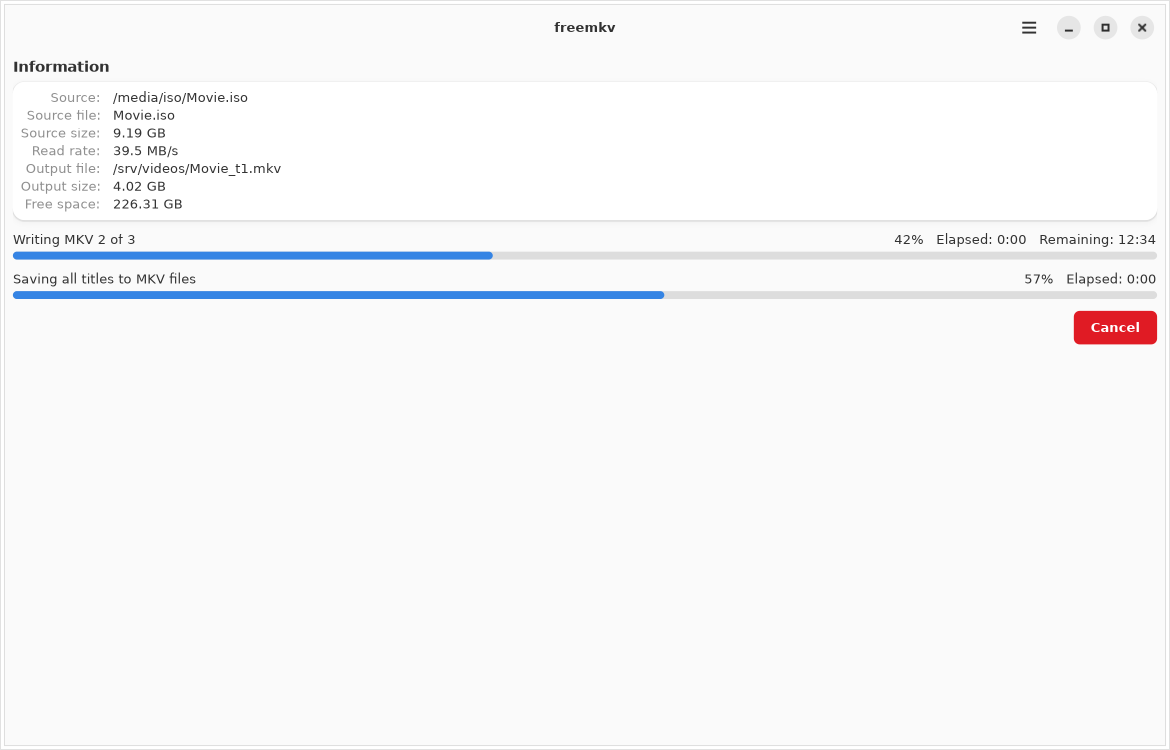 freemkv
Information
Source: /media/iso/Movie.iso
Source file: Movie.iso
Source size: 9.19 GB
Read rate: 39.5 MB/s
Output file: /srv/videos/Movie_t1.mkv
Output size: 4.02 GB
Free space: 226.31 GB
Writing MKV 2 of 3 42% Elapsed: 0:00 Remaining: 12:34
Saving all titles to MKV files 57% Elapsed: 0:00
Cancel